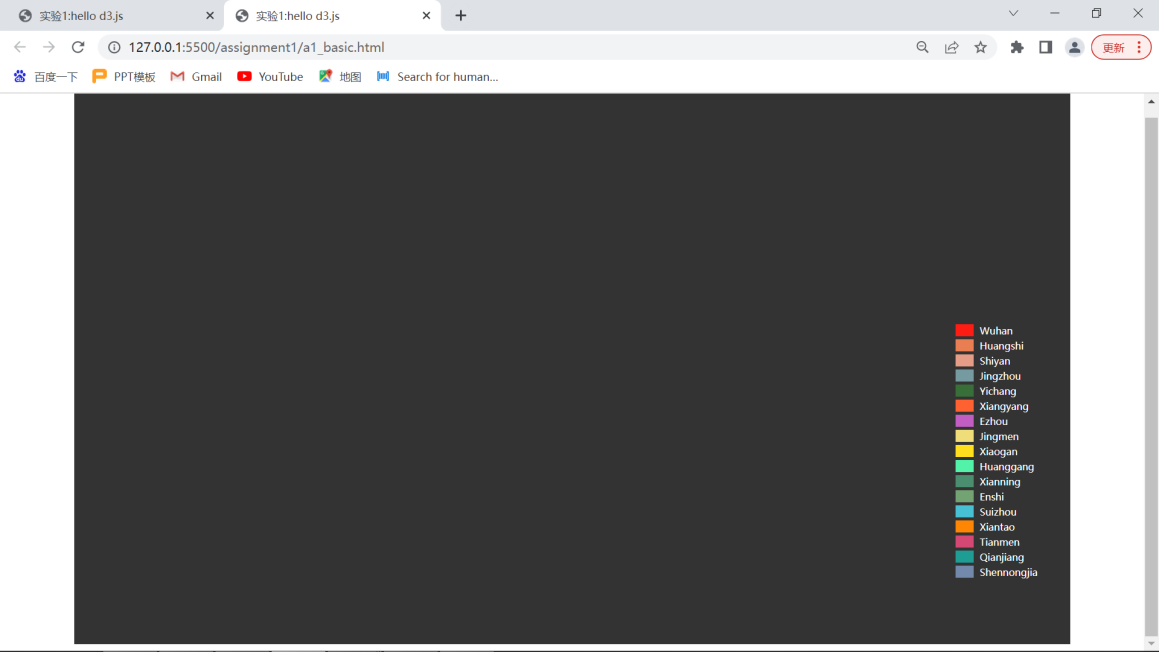 实验1:hello d3.js
实验1:hello d3.js
127.0.0.1:5500/assignment1/a1_basic.html
更新
百度一下
PPT模板
Gmail
YouTube
地图
Search for human...
Wuhan
Huangshi
Shiyan
Jingzhou
Yichang
Xiangyang
Ezhou
Jingmen
Xiaogan
Huanggang
Xianning
Enshi
Suizhou
Xiantao
Tianmen
Qianjiang
Shennongjia